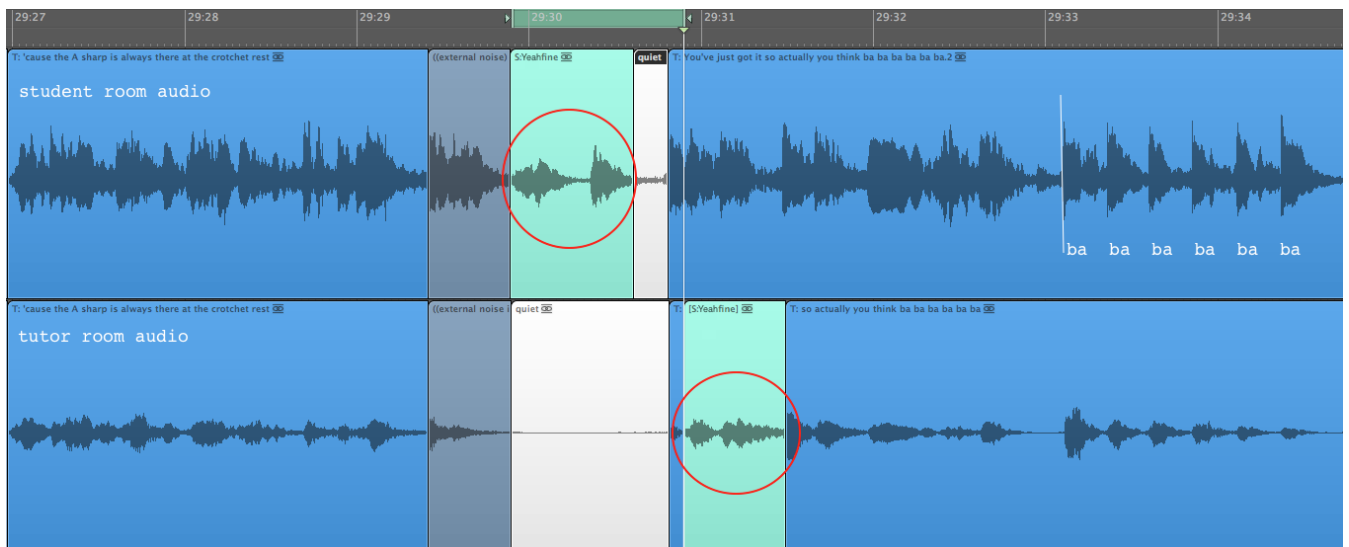 29:27 29:28 29:29 29:30 29:31 29:32 29:33 29:34
T: 'cause the A sharp is always there at the crotchet rest ((external noise) S:Yeahfine quiet T: You've just got it so actually you think ba ba ba ba ba ba.2
student room audio
ba ba ba ba ba ba
T: 'cause the A sharp is always there at the crotchet rest ((external noise i quiet T: [S:Yeahfine] T: so actually you think ba ba ba ba ba ba
tutor room audio